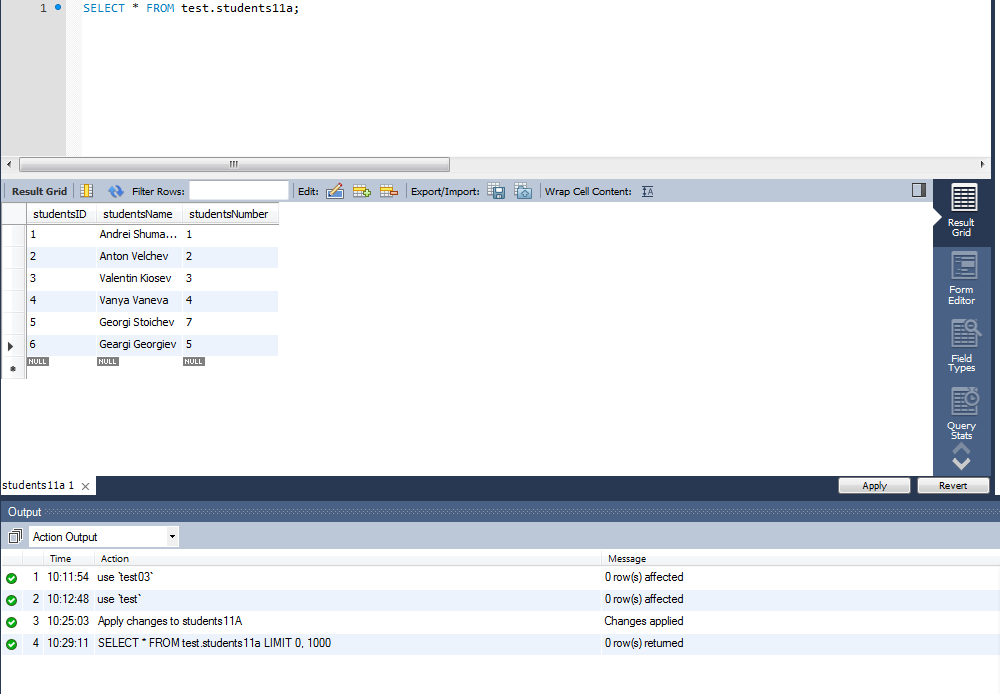 1 SELECT * FROM test.students11a;
Result Grid Filter Rows: Edit: Export/Import: Wrap Cell Content:
Result Grid
Form Editor
Field Types
Query Stats
studentsID studentsName studentsNumber
1 Andrei Shuma... 1
2 Anton Velchev 2
3 Valentin Kiosev 3
4 Vanya Vaneva 4
5 Georgi Stoichev 7
6 Geargi Georgiev 5
NULL NULL NULL
students11a 1 Apply Revert
Output
Action Output
Time Action Message
1 10:11:54 use `test03` 0 row(s) affected
2 10:12:48 use `test` 0 row(s) affected
3 10:25:03 Apply changes to students11A Changes applied
4 10:29:11 SELECT * FROM test.students11a LIMIT 0, 1000 0 row(s) returned